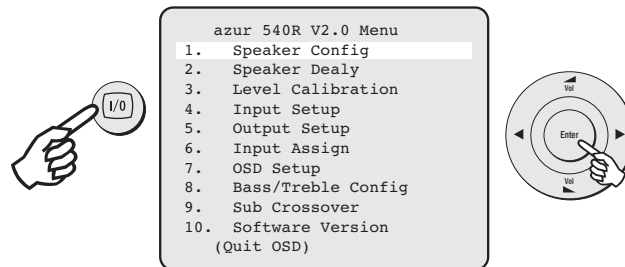 azur 540R V2.0 Menu
1. Speaker Config
2. Speaker Dealy
3. Level Calibration
4. Input Setup
5. Output Setup
6. Input Assign
7. OSD Setup
8. Bass/Treble Config
9. Sub Crossover
10. Software Version
(Quit OSD)
I/O
Vol
Enter
Vol